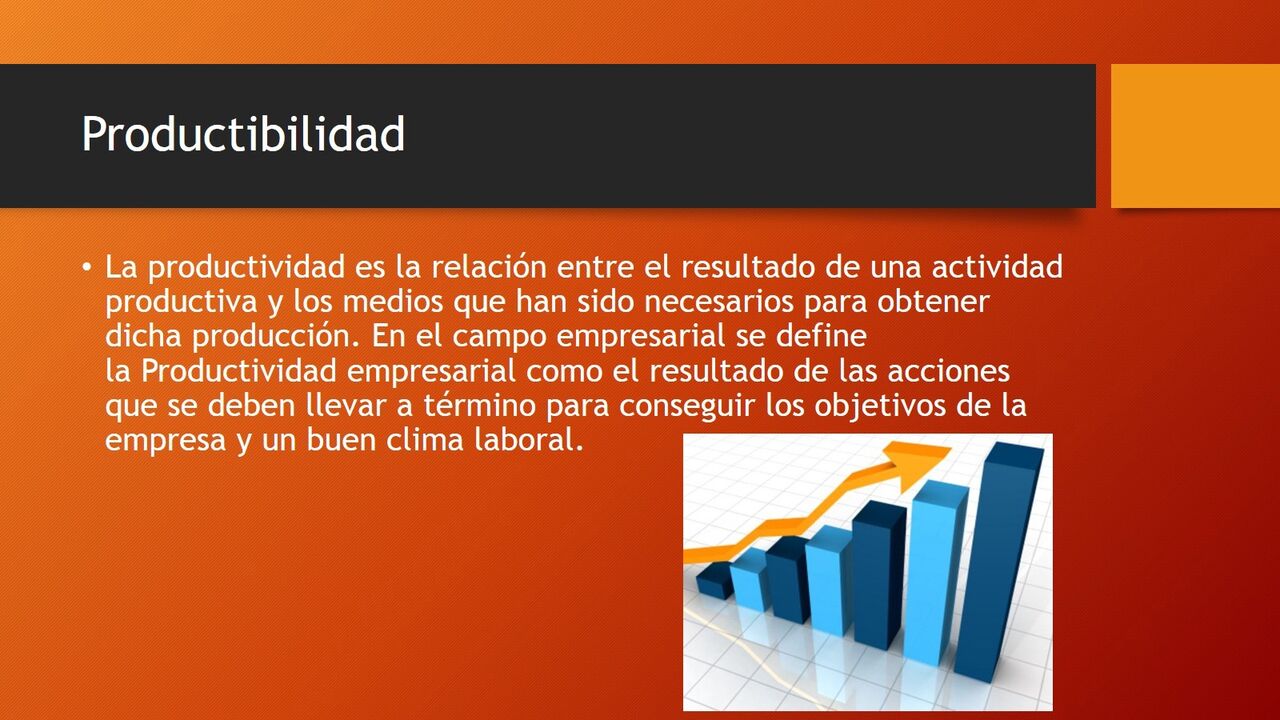 Productibilidad
• La productividad es la relación entre el resultado de una actividad
productiva y los medios que han sido necesarios para obtener
dicha producción. En el campo empresarial se define
la Productividad empresarial como el resultado de las acciones
que se deben llevar a término para conseguir los objetivos de la
empresa y un buen clima laboral.